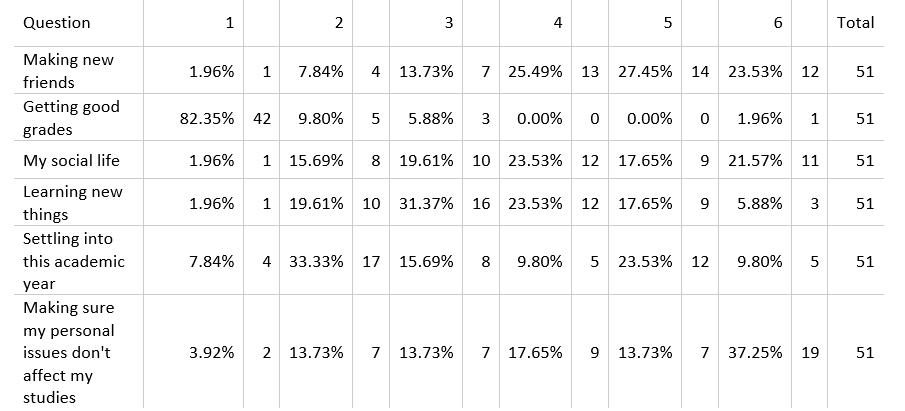 Question 1 2 3 4 5 6 Total
Making new
friends 1.96% 1 7.84% 4 13.73% 7 25.49% 13 27.45% 14 23.53% 12 51
Getting good
grades 82.35% 42 9.80% 5 5.88% 3 0.00% 0 0.00% 0 1.96% 1 51
My social life 1.96% 1 15.69% 8 19.61% 10 23.53% 12 17.65% 9 21.57% 11 51
Learning new
things 1.96% 1 19.61% 10 31.37% 16 23.53% 12 17.65% 9 5.88% 3 51
Settling into
this academic 7.84% 4 33.33% 17 15.69% 8 9.80% 5 23.53% 12 9.80% 5 51
year
Making sure
my personal
issues don't 3.92% 2 13.73% 7 13.73% 7 17.65% 9 13.73% 7 37.25% 19 51
affect my
studies